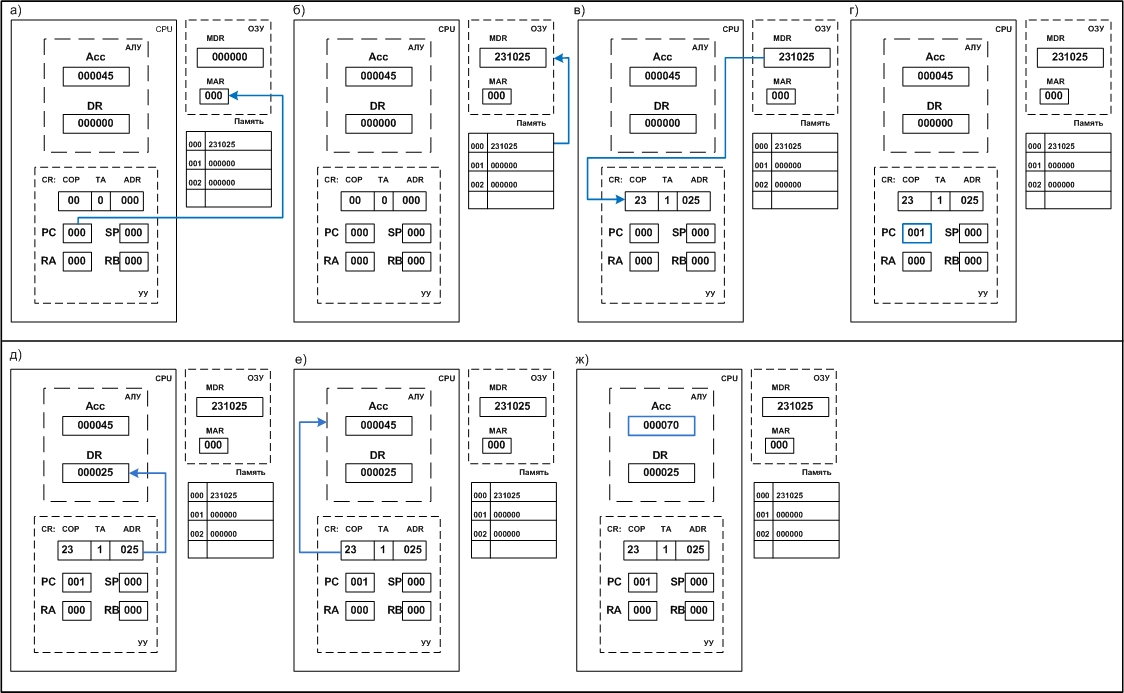 а)
CPU
АЛУ
Acc
000045
DR
000000
CR: COP TA ADR
00 0 000
PC 000 SP 000
RA 000 RB 000
УУ
ОЗУ
MDR
000000
MAR
000
Память
000 231025
001 000000
002 000000
б)
CPU
АЛУ
Acc
000045
DR
000000
CR: COP TA ADR
00 0 000
PC 000 SP 000
RA 000 RB 000
УУ
ОЗУ
MDR
231025
MAR
000
Память
000 231025
001 000000
002 000000
в)
CPU
АЛУ
Acc
000045
DR
000000
CR: COP TA ADR
23 1 025
PC 000 SP 000
RA 000 RB 000
УУ
ОЗУ
MDR
231025
MAR
000
Память
000 231025
001 000000
002 000000
г)
CPU
АЛУ
Acc
000045
DR
000000
CR: COP TA ADR
23 1 025
PC 001 SP 000
RA 000 RB 000
УУ
ОЗУ
MDR
231025
MAR
000
Память
000 231025
001 000000
002 000000
д)
CPU
АЛУ
Acc
000045
DR
000025
CR: COP TA ADR
23 1 025
PC 001 SP 000
RA 000 RB 000
УУ
ОЗУ
MDR
231025
MAR
000
Память
000 231025
001 000000
002 000000
е)
CPU
АЛУ
Acc
000045
DR
000025
CR: COP TA ADR
23 1 025
PC 001 SP 000
RA 000 RB 000
УУ
ОЗУ
MDR
231025
MAR
000
Память
000 231025
001 000000
002 000000
ж)
CPU
АЛУ
Acc
000070
DR
000025
CR: COP TA ADR
23 1 025
PC 001 SP 000
RA 000 RB 000
УУ
ОЗУ
MDR
231025
MAR
000
Память
000 231025
001 000000
002 000000